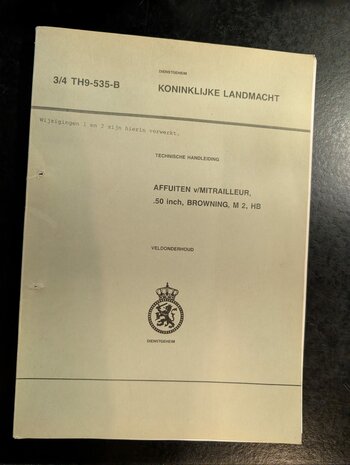 DIENSTGEHEIM
3/4 TH9-535-B
KONINKLIJKE LANDMACHT
Wijzigingen 1 en 2 zijn hierin verwerkt.
TECHNISCHE HANDLEIDING
AFFUITEN v/MITRAILLEUR,
.50 inch, BROWNING, M 2, HB
VELDONDERHOUD
DIENSTGEHEIM